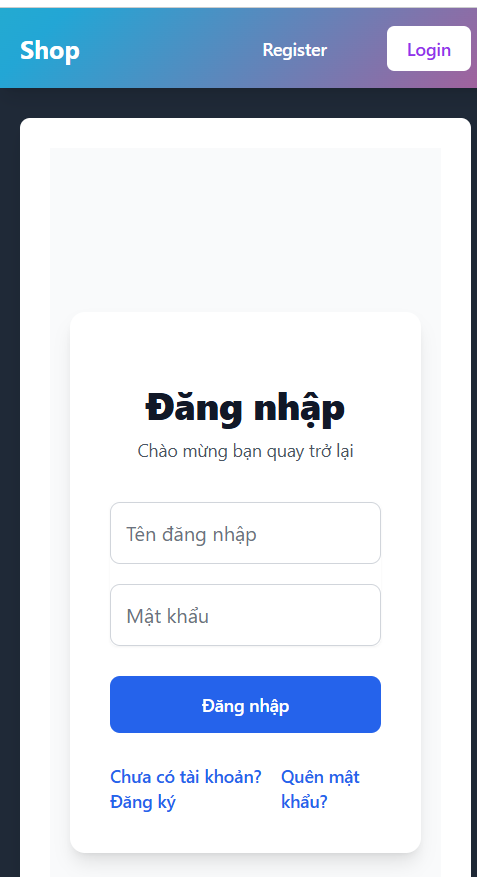 Shop
Register
Login
Đăng nhập
Chào mừng bạn quay trở lại
Tên đăng nhập
Mật khẩu
Đăng nhập
Chưa có tài khoản?
Đăng ký
Quên mật
khẩu?